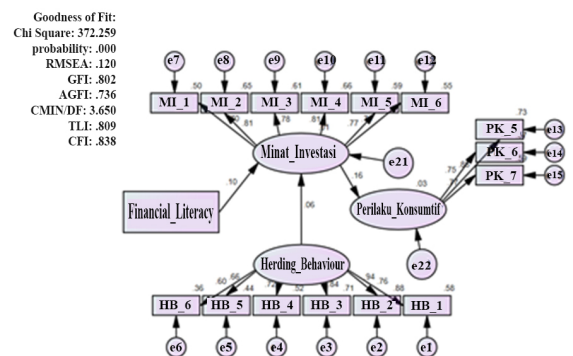 Goodness of Fit:
Chi Square: 372.259
probability: .000
RMSEA: .120
GFI: .802
AGFI: .736
CMIN/DF: 3.650
TLI: .809
CFI: .838
e7 e8 e9 e10 e11 e12
.50 .65 .61 .66 .59 .55
MI_1 MI_2 MI_3 MI_4 MI_5 MI_6
.81 .78 .81 .77
Minat_Investasi
e21
.73
PK_5 e13
PK_6 e14
PK_7 e15
.75
.16
.03
.10
Financial_Literacy
Perilaku_Konsumtif
.06
e22
Herding_Behaviour
.36 .60 .66 .44 .72 .52 .84 .71 .94 .76 .88 .58
HB_6 HB_5 HB_4 HB_3 HB_2 HB_1
e6 e5 e4 e3 e2 e1